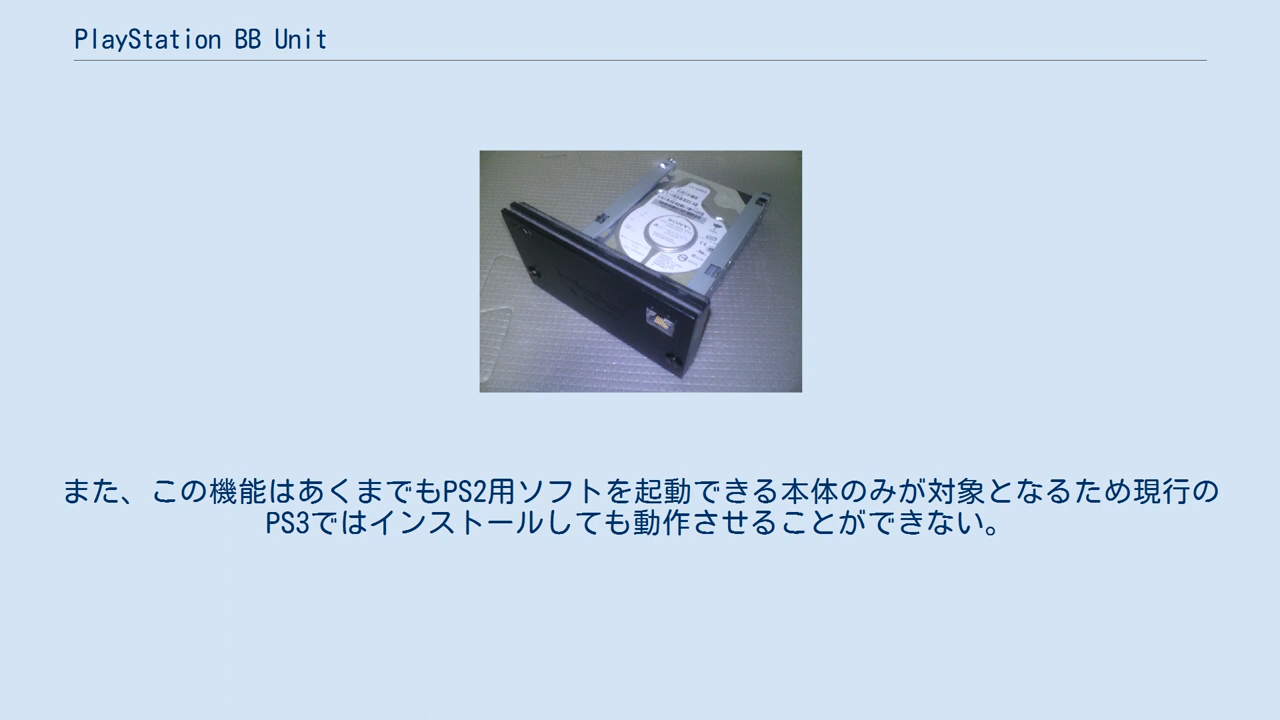 PlayStation BB Unit
SONY
また、この機能はあくまでもPS2用ソフトを起動できる本体のみが対象となるため現行の
PS3ではインストールしても動作させることができない。